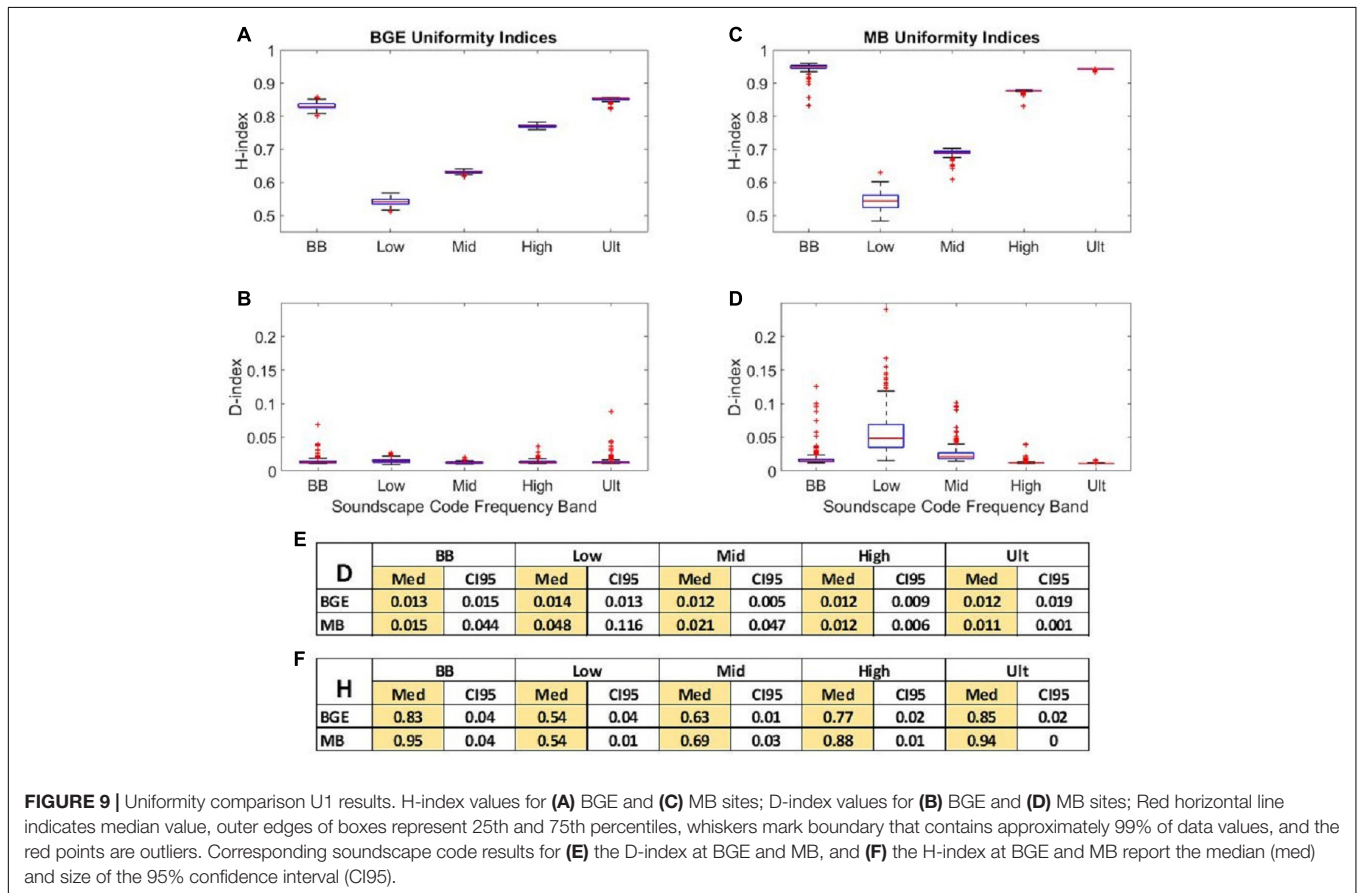 A
BGE Uniformity Indices
H-index
1
0.9
0.8
0.7
0.6
0.5
BB Low Mid High Ult
C
MB Uniformity Indices
H-index
1
0.9
0.8
0.7
0.6
0.5
BB Low Mid High Ult
B
D-index
0.2
0.15
0.1
0.05
0
BB Low Mid High Ult
D
D-index
0.2
0.15
0.1
0.05
0
BB Low Mid High Ult
Soundscape Code Frequency Band
Soundscape Code Frequency Band
E
D BB Low Mid High Ult
Med CI95 Med CI95 Med CI95 Med CI95 Med CI95
BGE 0.013 0.015 0.014 0.013 0.012 0.005 0.012 0.009 0.012 0.019
MB 0.015 0.044 0.048 0.116 0.021 0.047 0.012 0.006 0.011 0.001
F
H BB Low Mid High Ult
Med CI95 Med CI95 Med CI95 Med CI95 Med CI95
BGE 0.83 0.04 0.54 0.04 0.63 0.01 0.77 0.02 0.85 0.02
MB 0.95 0.04 0.54 0.01 0.69 0.03 0.88 0.01 0.94 0
FIGURE 9 | Uniformity comparison U1 results. H-index values for (A) BGE and (C) MB sites; D-index values for (B) BGE and (D) MB sites; Red horizontal line
indicates median value, outer edges of boxes represent 25th and 75th percentiles, whiskers mark boundary that contains approximately 99% of data values, and the
red points are outliers. Corresponding soundscape code results for (E) the D-index at BGE and MB, and (F) the H-index at BGE and MB report the median (med)
and size of the 95% confidence interval (CI95).